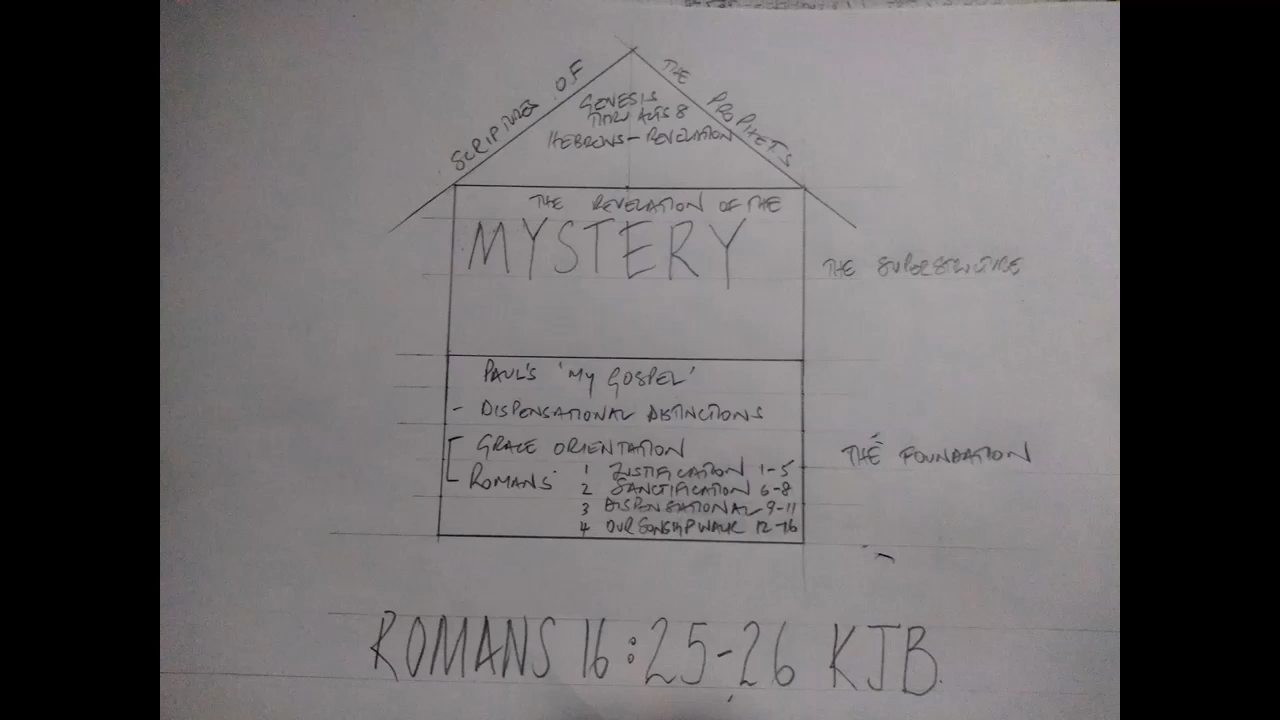 SCRIPTURES OF THE PROPHETS
GENESIS
THRU ACTS 8
HEBREWS - REVELATION
THE REVELATION OF THE
MYSTERY
THE SUPERSTRUCTURE
PAUL'S 'MY GOSPEL'
- DISPENSATIONAL DISTINCTIONS
GRACE ORIENTATION
THE FOUNDATION
ROMANS 1 JUSTIFICATION 1-5
2 SANCTIFICATION 6-8
3 DISPENSATIONAL 9-11
4 OUR SONSHIP WALK 12-16
ROMANS 16:25-26 KJB.